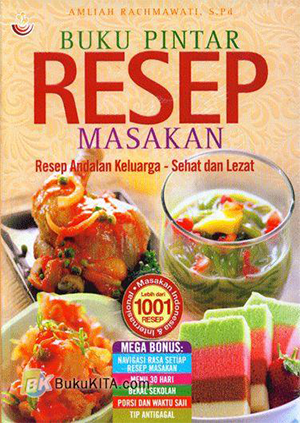 AMLIAH RACHMAWATI, S.Pd
BUKU PINTAR
RESEP
MASAKAN
Resep Andalan Keluarga - Sehat dan Lezat
Masakan Indonesia & Internasional
Lebih dari
1001
RESEP
MEGA BONUS:
NAVIGASI RASA SETIAP
RESEP MASAKAN
MENU 30 HARI
BEKAL SEKOLAH
PORSI DAN WAKTU SAJI
TIP ANTIGAGAL
BK BukuKITA.com